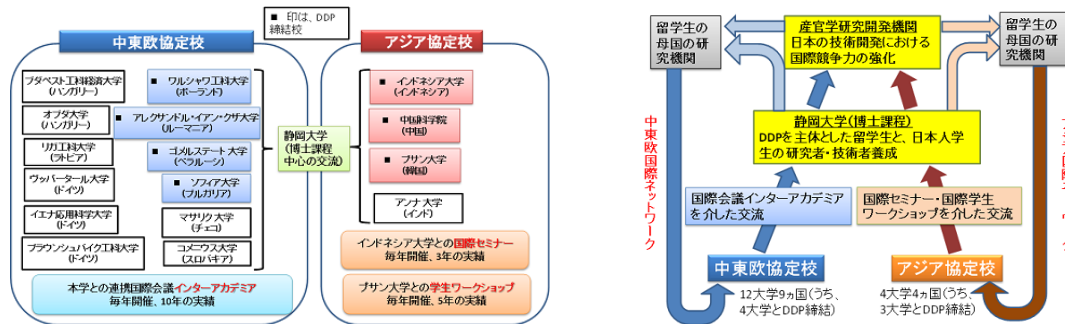 ■ 印は、DDP
締結校
中東欧協定校
アジア協定校
ブダペスト工科経済大学
(ハンガリー)
オブダ大学
(ハンガリー)
リガ工科大学
(ラトビア)
ヴッパータール大学
(ドイツ)
イエナ応用科学大学
(ドイツ)
ブラウンシュバイク工科大学
(ドイツ)
■ ワルシャワ工科大学
(ポーランド)
■ アレクサンドル・イアン・クザ大学
(ルーマニア)
■ ゴメルステート大学
(ベラルーシ)
■ ソフィア大学
(ブルガリア)
マサリク大学
(チェコ)
コメニウス大学
(スロバキア)
静岡大学
(博士課程
中心の交流)
■ インドネシア大学
(インドネシア)
■ 中国科学院
(中国)
■ プサン大学
(韓国)
アンナ大学
(インド)
本学との連携国際会議インターアカデミア
毎年開催、10年の実績
インドネシア大学との国際セミナー
毎年開催、3年の実績
プサン大学との学生ワークショップ
毎年開催、5年の実績
留学生の
母国の研
究機関
産官学研究開発機関
日本の技術開発における
国際競争力の強化
留学生の
母国の研
究機関
静岡大学(博士課程)
DDPを主体とした留学生と、日本人学
生の研究者・技術者養成
中東欧国際ネットワーク
国際会議インターアカデミア
を介した交流
国際セミナー・国際学生
ワークショップを介した交流
中東欧協定校
アジア協定校
12大学9ヵ国(うち、
4大学とDDP締結)
4大学4ヵ国(うち、
3大学とDDP締結)